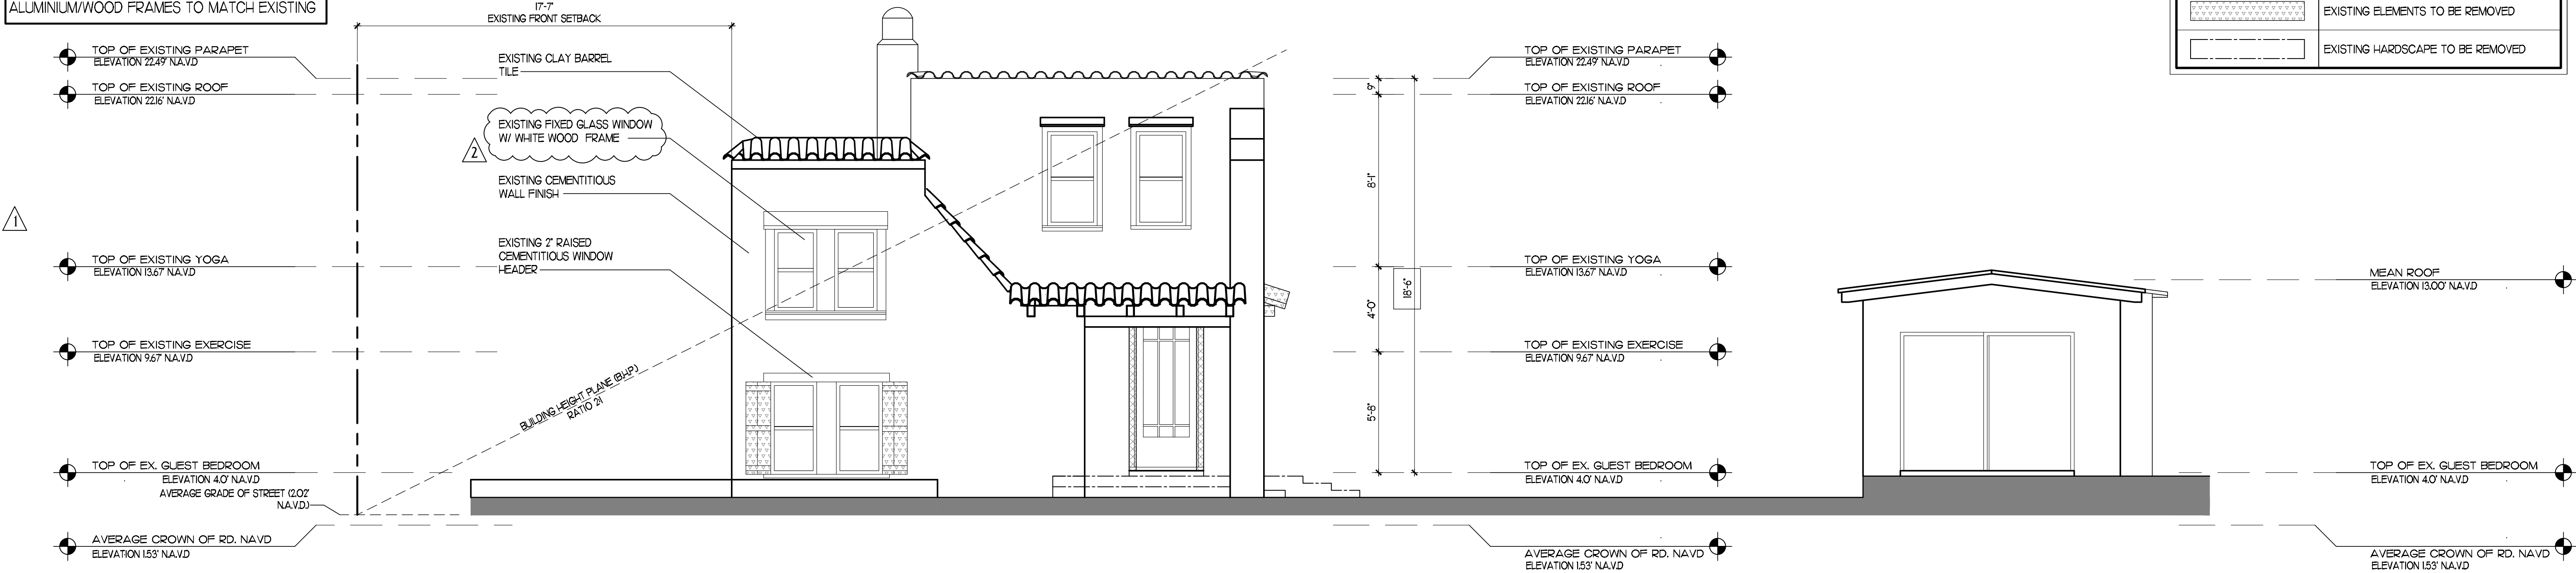 ALUMINIUM/WOOD FRAMES TO MATCH EXISTING
17'-7"
EXISTING FRONT SETBACK
EXISTING ELEMENTS TO BE REMOVED
EXISTING HARDSCAPE TO BE REMOVED
TOP OF EXISTING PARAPET
ELEVATION 22.49' N.A.V.D
TOP OF EXISTING ROOF
ELEVATION 22.16' N.A.V.D
1
TOP OF EXISTING YOGA
ELEVATION 13.67' N.A.V.D
TOP OF EXISTING EXERCISE
ELEVATION 9.67' N.A.V.D
TOP OF EX. GUEST BEDROOM
ELEVATION 4.0' N.A.V.D
AVERAGE GRADE OF STREET (2.02'
N.A.V.D.)
AVERAGE CROWN OF RD. NAVD
ELEVATION 1.53' N.A.V.D
EXISTING CLAY BARREL
TILE
2
EXISTING FIXED GLASS WINDOW
W/ WHITE WOOD FRAME
EXISTING CEMENTITIOUS
WALL FINISH
EXISTING 2" RAISED
CEMENTITIOUS WINDOW
HEADER
BUILDING HEIGHT PLANE (B.H.P.)
RATIO 2:1
9"
8'-1"
4'-0"
5'-8"
18'-6"
TOP OF EXISTING PARAPET
ELEVATION 22.49' N.A.V.D
TOP OF EXISTING ROOF
ELEVATION 22.16' N.A.V.D
TOP OF EXISTING YOGA
ELEVATION 13.67' N.A.V.D
TOP OF EXISTING EXERCISE
ELEVATION 9.67' N.A.V.D
TOP OF EX. GUEST BEDROOM
ELEVATION 4.0' N.A.V.D
AVERAGE CROWN OF RD. NAVD
ELEVATION 1.53' N.A.V.D
MEAN ROOF
ELEVATION 13.00' N.A.V.D
TOP OF EX. GUEST BEDROOM
ELEVATION 4.0' N.A.V.D
AVERAGE CROWN OF RD. NAVD
ELEVATION 1.53' N.A.V.D